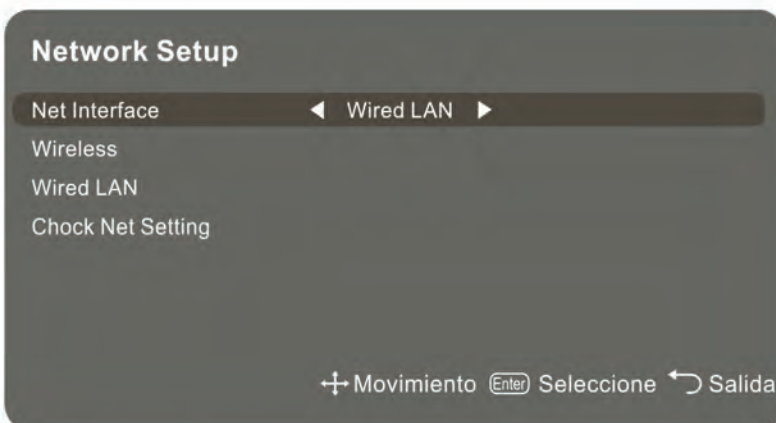 Network Setup
Net Interface Wired LAN
Wireless
Wired LAN
Chock Net Setting
Movimiento Enter Seleccione Salida